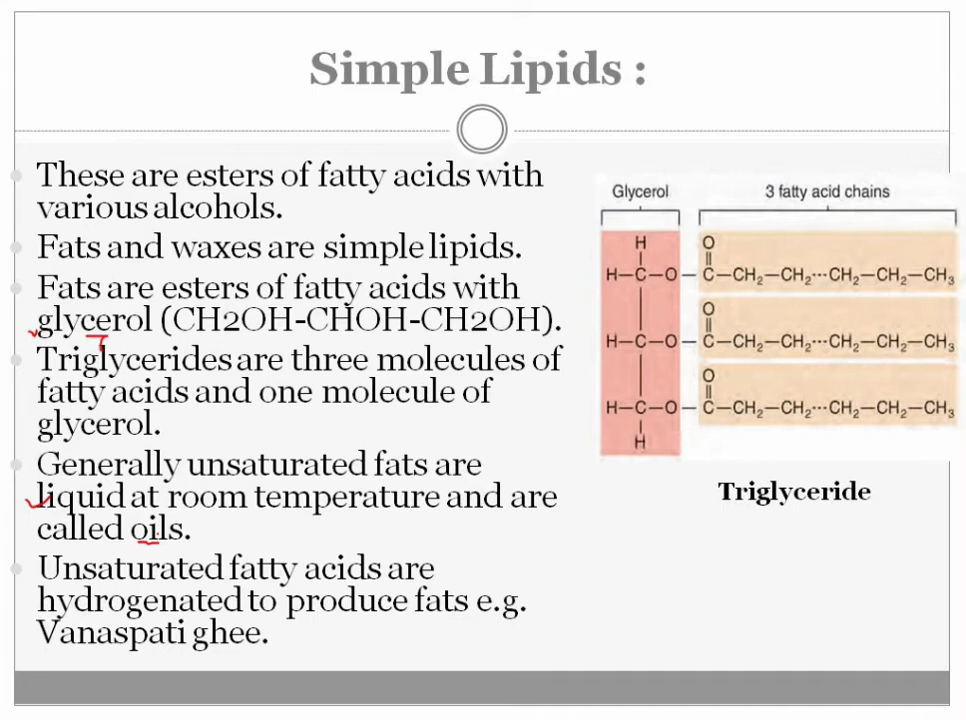 Simple Lipids :
These are esters of fatty acids with
various alcohols.
Fats and waxes are simple lipids.
Fats are esters of fatty acids with
glycerol (CH2OH-CHOH-CH2OH).
Triglycerides are three molecules of
fatty acids and one molecule of
glycerol.
Generally unsaturated fats are
liquid at room temperature and are
called oils.
Unsaturated fatty acids are
hydrogenated to produce fats e.g.
Vanaspati ghee.
Glycerol 3 fatty acid chains
H O
H–C–O–C–CH₂–CH₂···CH₂–CH₂–CH₃
O
H–C–O–C–CH₂–CH₂···CH₂–CH₂–CH₃
O
H–C–O–C–CH₂–CH₂···CH₂–CH₂–CH₃
H
Triglyceride